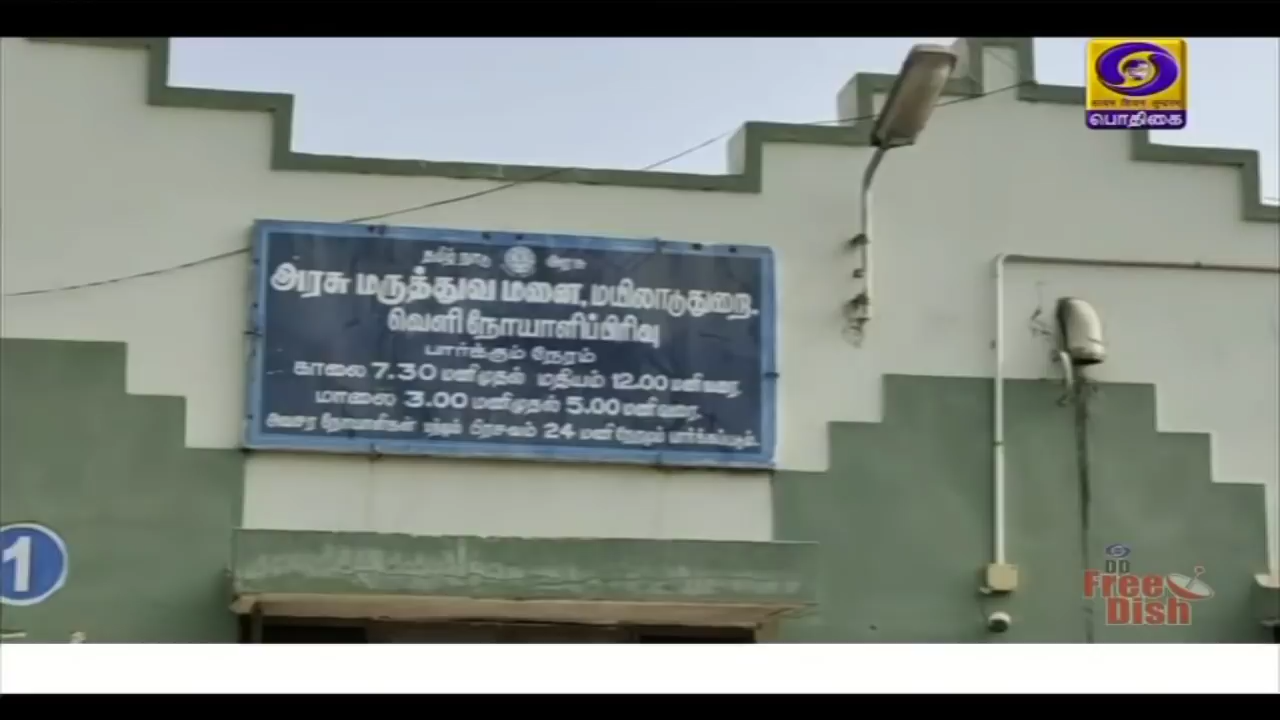 பொதிகை
தமிழ் நாடு அரசு
அரசு மருத்துவ மனை, மயிலாடுதுறை.
வெளி நோயாளிப்பிரிவு
பார்க்கும் நேரம்
காலை 7.30 மணிமுதல் மதியம் 12.00 மணிவரை,
மாலை 3.00 மணிமுதல் 5.00 மணிவரை,
அவசர நோயாளிகள் மற்றும் பிரசவம் 24 மணி நேரமும் பார்க்கப்படும்.
1
DD
Free
Dish